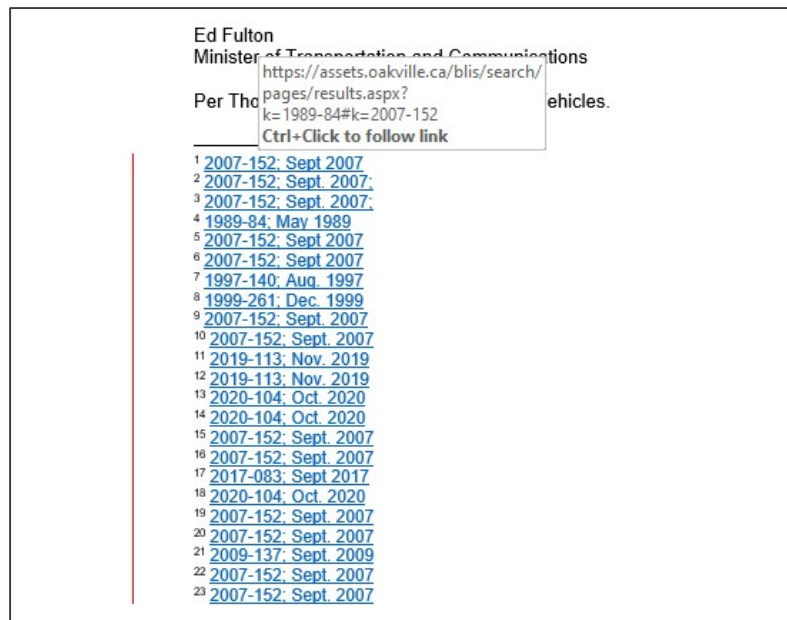 Ed Fulton
Minister of Transportation and Communications
https://assets.oakville.ca/blis/search/
pages/results.aspx?
k=1989-84#k=2007-152
Ctrl+Click to follow link
Per Tho
ehicles.
1 2007-152; Sept 2007
2 2007-152; Sept. 2007;
3 2007-152; Sept. 2007;
4 1989-84; May 1989
5 2007-152; Sept 2007
6 2007-152; Sept 2007
7 1997-140; Aug. 1997
8 1999-261; Dec. 1999
9 2007-152; Sept. 2007
10 2007-152; Sept. 2007
11 2019-113; Nov. 2019
12 2019-113; Nov. 2019
13 2020-104; Oct. 2020
14 2020-104; Oct. 2020
15 2007-152; Sept. 2007
16 2007-152; Sept. 2007
17 2017-083; Sept 2017
18 2020-104; Oct. 2020
19 2007-152; Sept. 2007
20 2007-152; Sept. 2007
21 2009-137; Sept. 2009
22 2007-152; Sept. 2007
23 2007-152; Sept. 2007